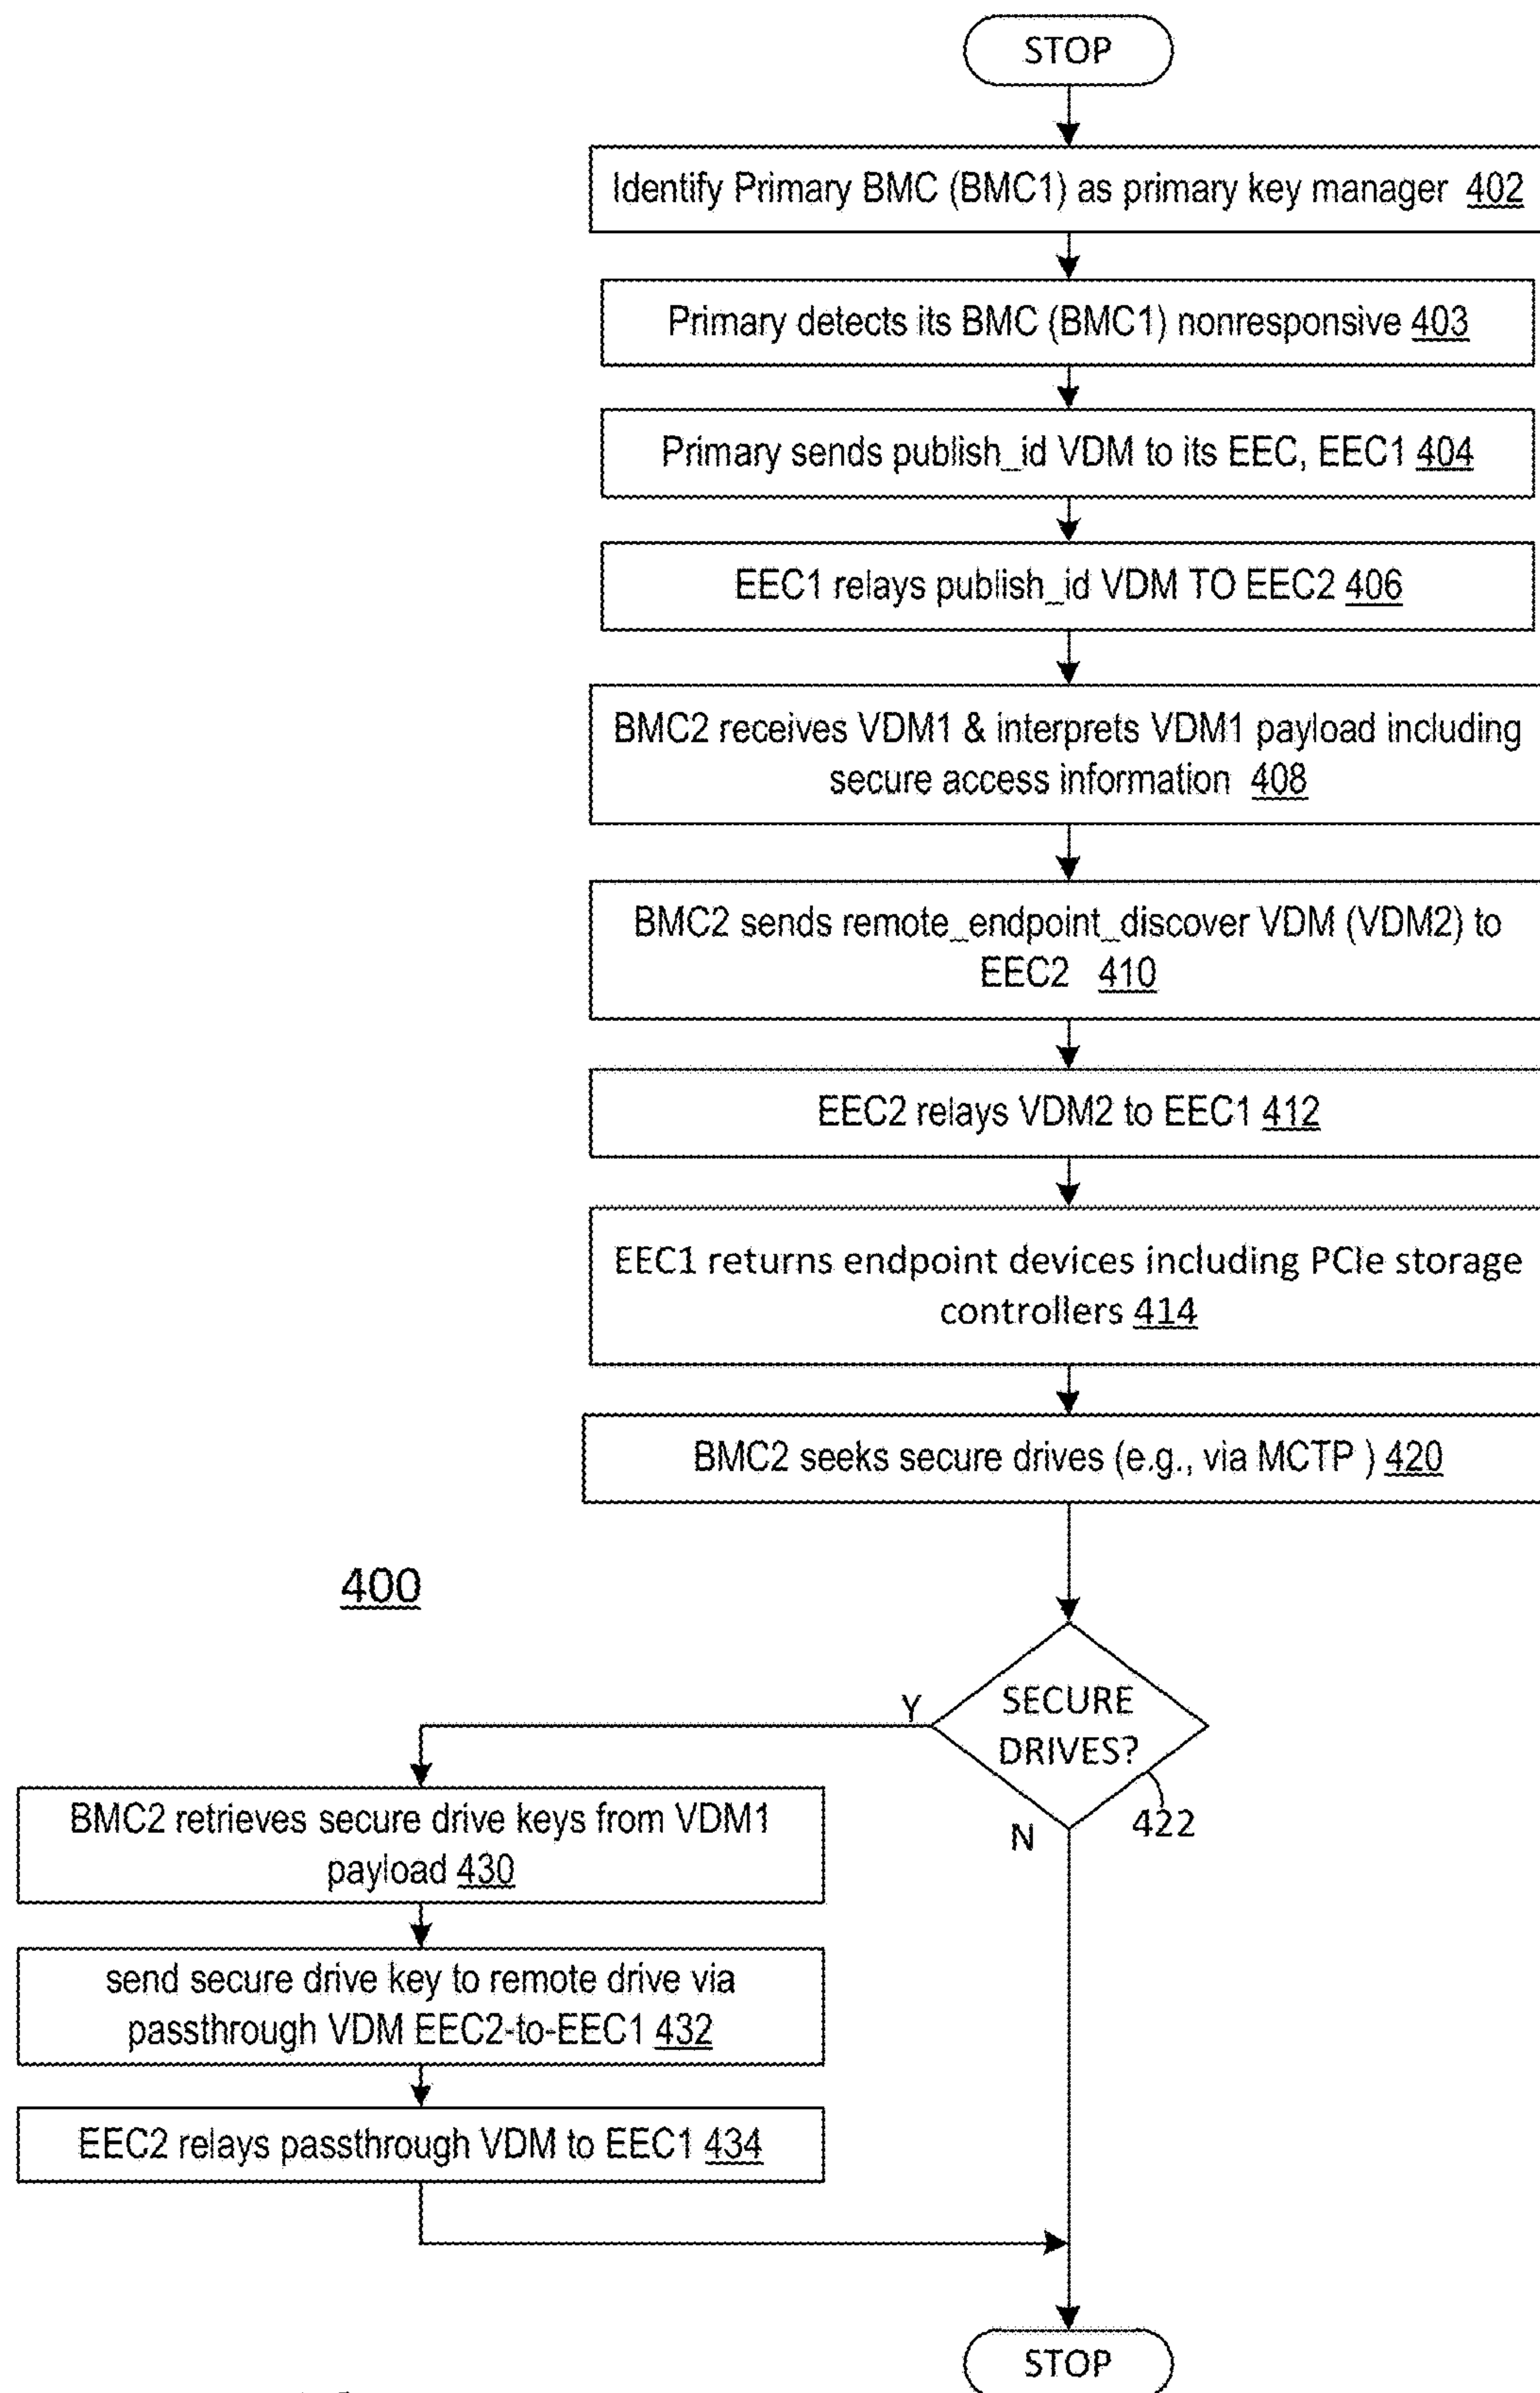 STOP
Identify Primary BMC (BMC1) as primary key manager 402
Primary detects its BMC (BMC1) nonresponsive 403
Primary sends publish_id VDM to its EEC, EEC1 404
EEC1 relays publish_id VDM TO EEC2 406
BMC2 receives VDM1 & interprets VDM1 payload including
secure access information 408
BMC2 sends remote_endpoint_discover VDM (VDM2) to
EEC2 410
EEC2 relays VDM2 to EEC1 412
EEC1 returns endpoint devices including PCIe storage
controllers 414
BMC2 seeks secure drives (e.g., via MCTP ) 420
400
SECURE
DRIVES?
Y
N
422
BMC2 retrieves secure drive keys from VDM1
payload 430
send secure drive key to remote drive via
passthrough VDM EEC2-to-EEC1 432
EEC2 relays passthrough VDM to EEC1 434
STOP